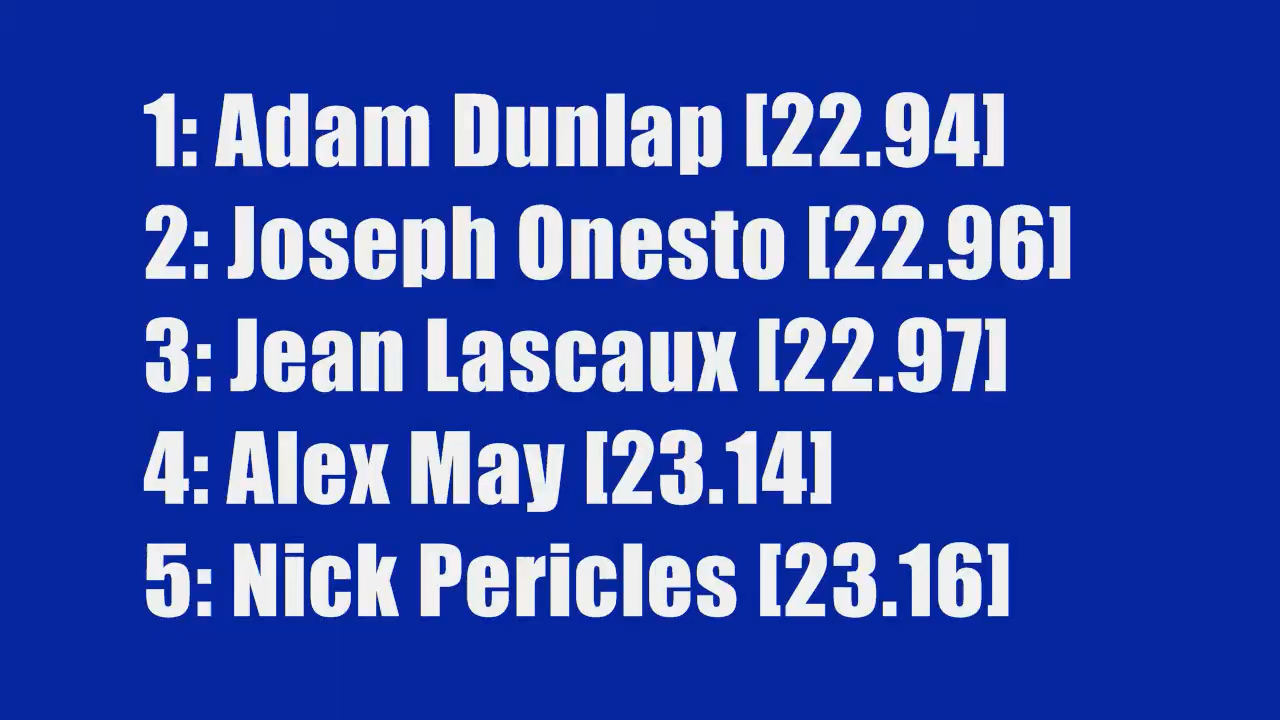 1: Adam Dunlap [22.94]
2: Joseph Onesto [22.96]
3: Jean Lascaux [22.97]
4: Alex May [23.14]
5: Nick Pericles [23.16]